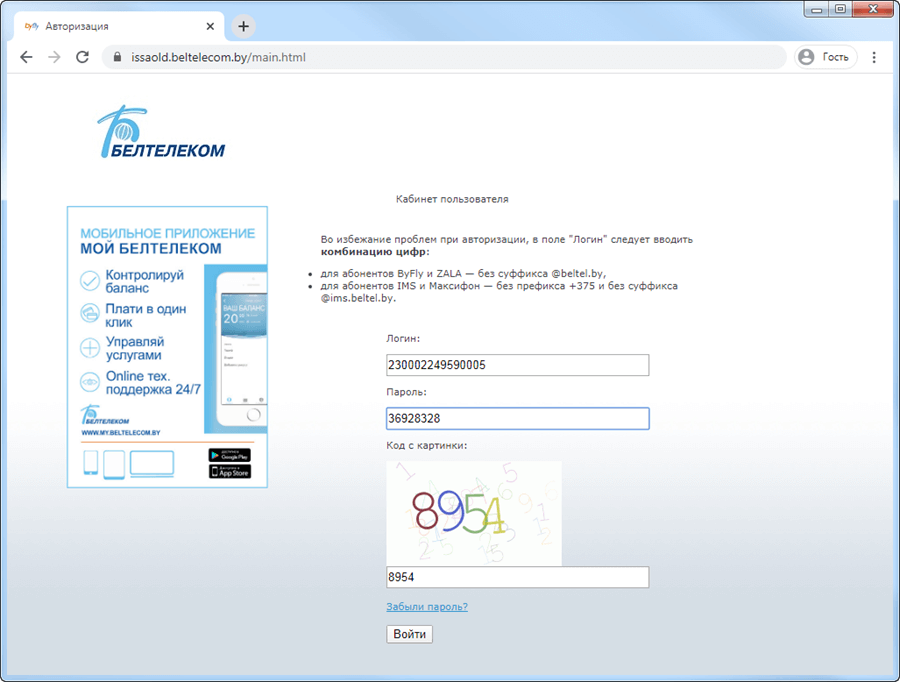 byfly Авторизация
issaold.beltelecom.by/main.html
Гость
БЕЛТЕЛЕКОМ
МОБИЛЬНОЕ ПРИЛОЖЕНИЕ
МОЙ БЕЛТЕЛЕКОМ
Контролируй
баланс
Плати в один
клик
Управляй
услугами
Online тех.
поддержка 24/7
ВАШ БАЛАНС
20
БЕЛТЕЛЕКОМ
WWW.MY.BELTELECOM.BY
Google Play
App Store
Кабинет пользователя
Во избежание проблем при авторизации, в поле "Логин" следует вводить
комбинацию цифр:
• для абонентов ByFly и ZALA — без суффикса @beltel.by,
• для абонентов IMS и Максифон — без префикса +375 и без суффикса
@ims.beltel.by.
Логин:
230002249590005
Пароль:
36928328
Код с картинки:
8954
8954
Забыли пароль?
Войти